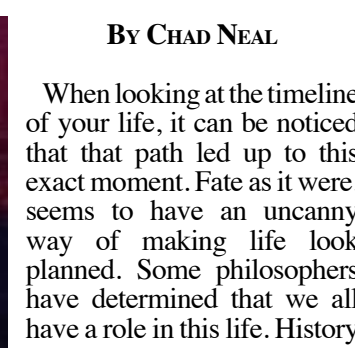 By Chad Neal
When looking at the timeline
of your life, it can be noticed
that that path led up to this
exact moment. Fate as it were
seems to have an uncanny
way of making life look
planned. Some philosophers
have determined that we all
have a role in this life. History